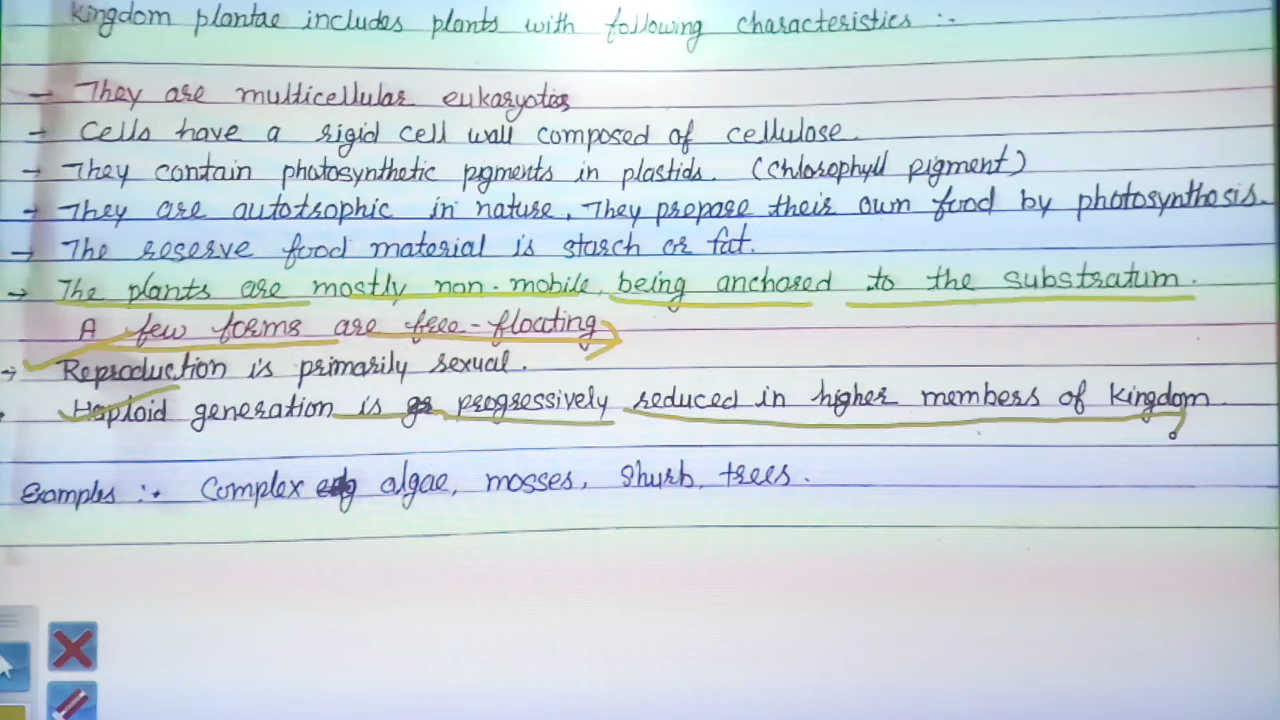 Kingdom plantae includes plants with following characteristics :-
→ They are multicellular eukaryotes
→ Cells have a rigid cell wall composed of cellulose.
→ They contain photosynthetic pigments in plastids. (Chlorophyll pigment)
→ They are autotrophic in nature, They prepare their own food by photosynthesis.
→ The reserve food material is starch or fat.
→ The plants are mostly non-mobile, being anchored to the substratum.
A few forms are free-floating
→ Reproduction is primarily sexual.
Haploid generation is progressively reduced in higher members of kingdom
Examples :- Complex algae, mosses, Shurb, trees.